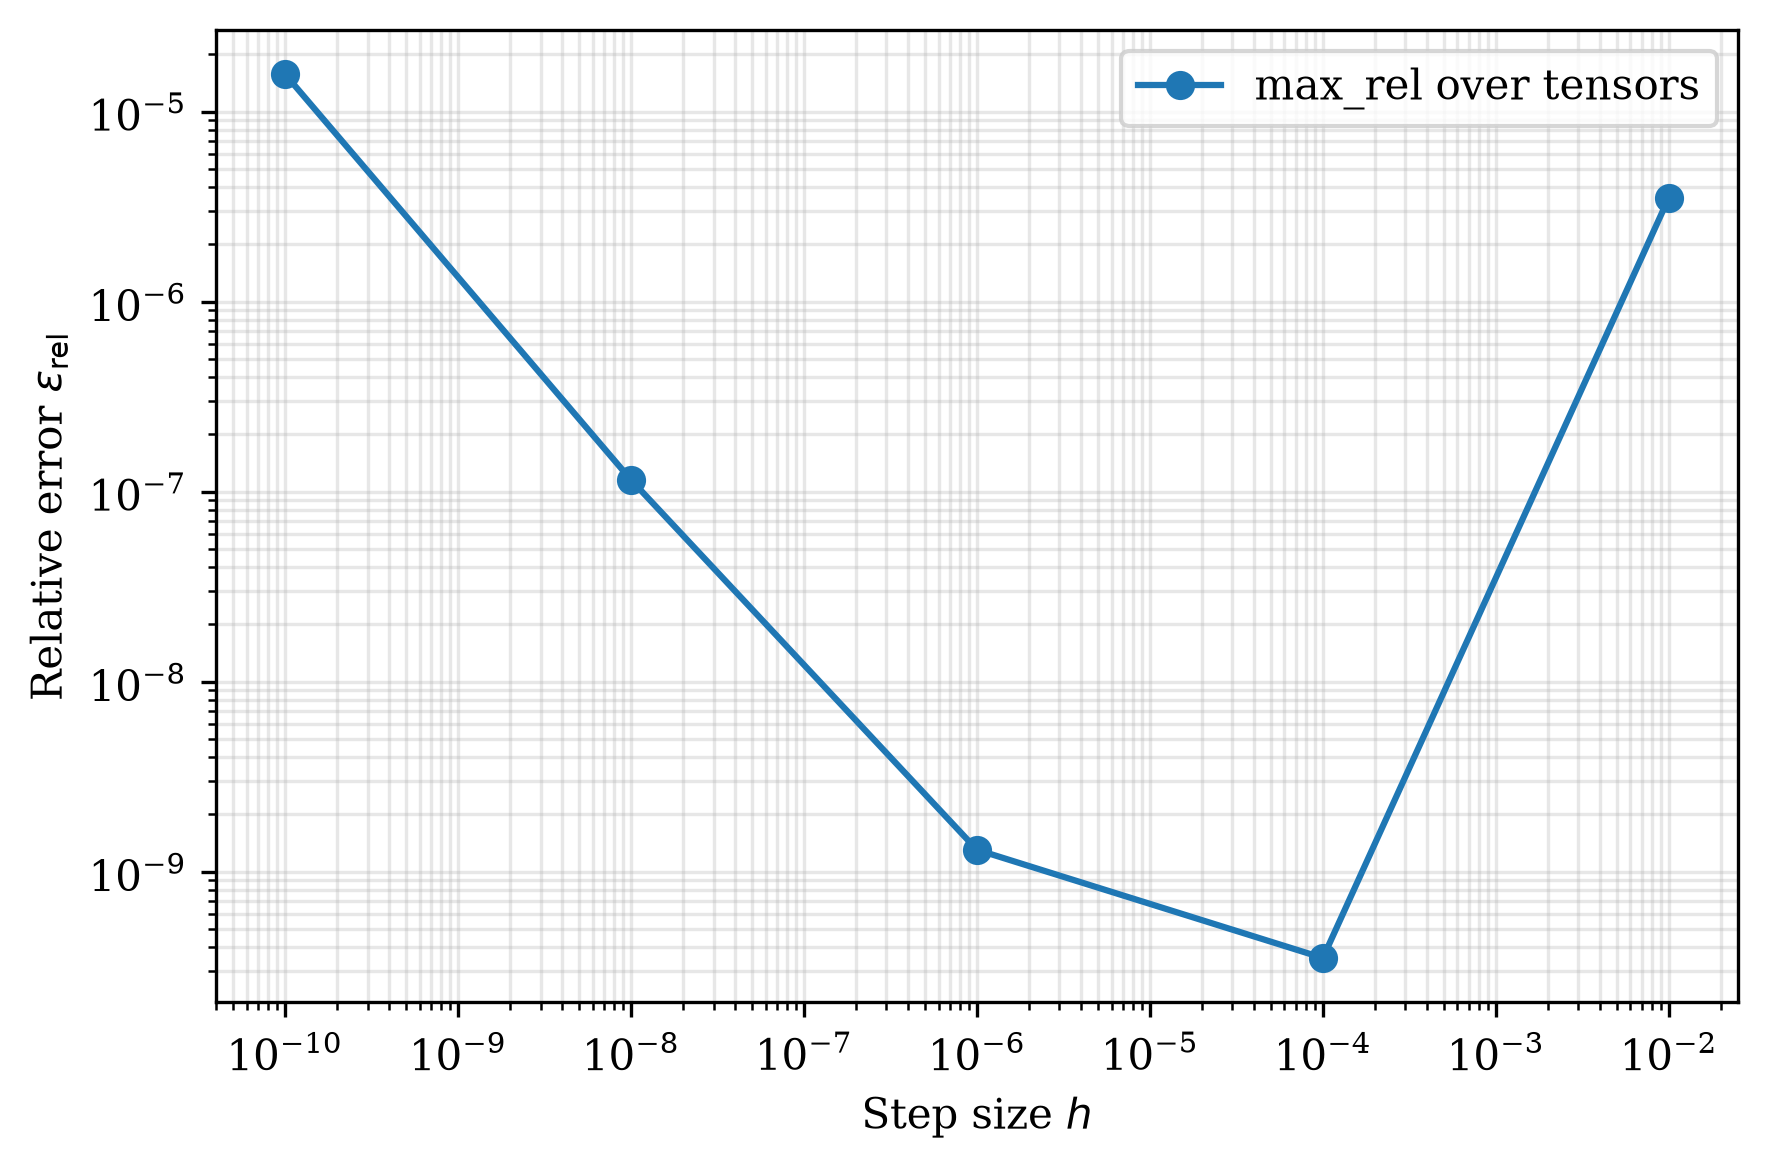 max_rel over tensors
10⁻⁵
10⁻⁶
10⁻⁷
10⁻⁸
10⁻⁹
Relative error εrel
10⁻¹⁰ 10⁻⁹ 10⁻⁸ 10⁻⁷ 10⁻⁶ 10⁻⁵ 10⁻⁴ 10⁻³ 10⁻²
Step size h